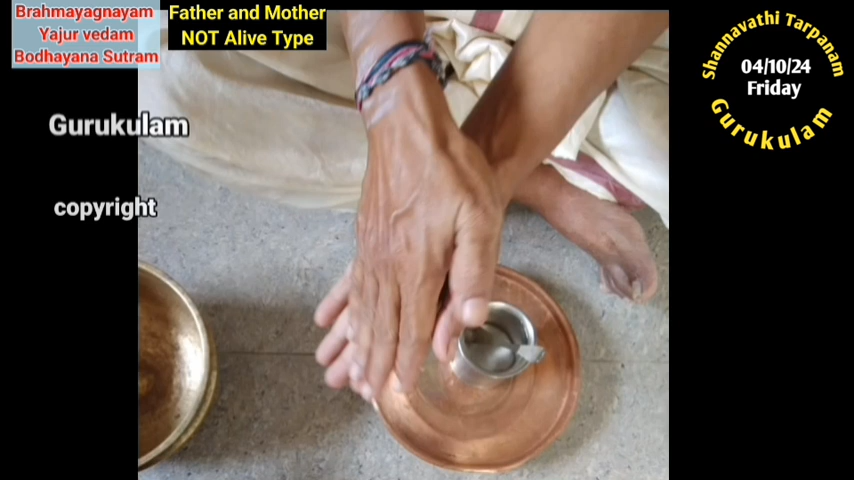 Brahmayagnayam
Yajur vedam
Bodhayana Sutram
Father and Mother
NOT Alive Type
Shannavathi Tarpanam
04/10/24
Friday
Gurukulam
Gurukulam
copyright